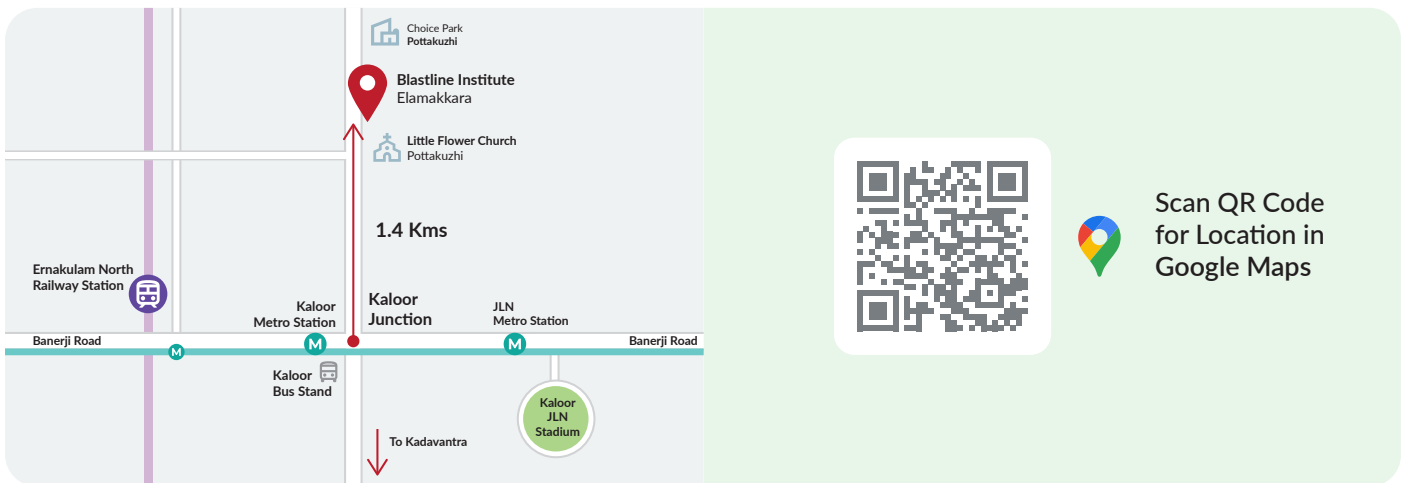 Choice Park
Pottakuzhi
Blastline Institute
Elamakkara
Little Flower Church
Pottakuzhi
1.4 Kms
Ernakulam North
Railway Station
Kaloor
Metro Station
Kaloor
Junction
JLN
Metro Station
Banerji Road
M
M
M
Banerji Road
Kaloor
Bus Stand
Kaloor
JLN
Stadium
To Kadavantra
Scan QR Code
for Location in
Google Maps